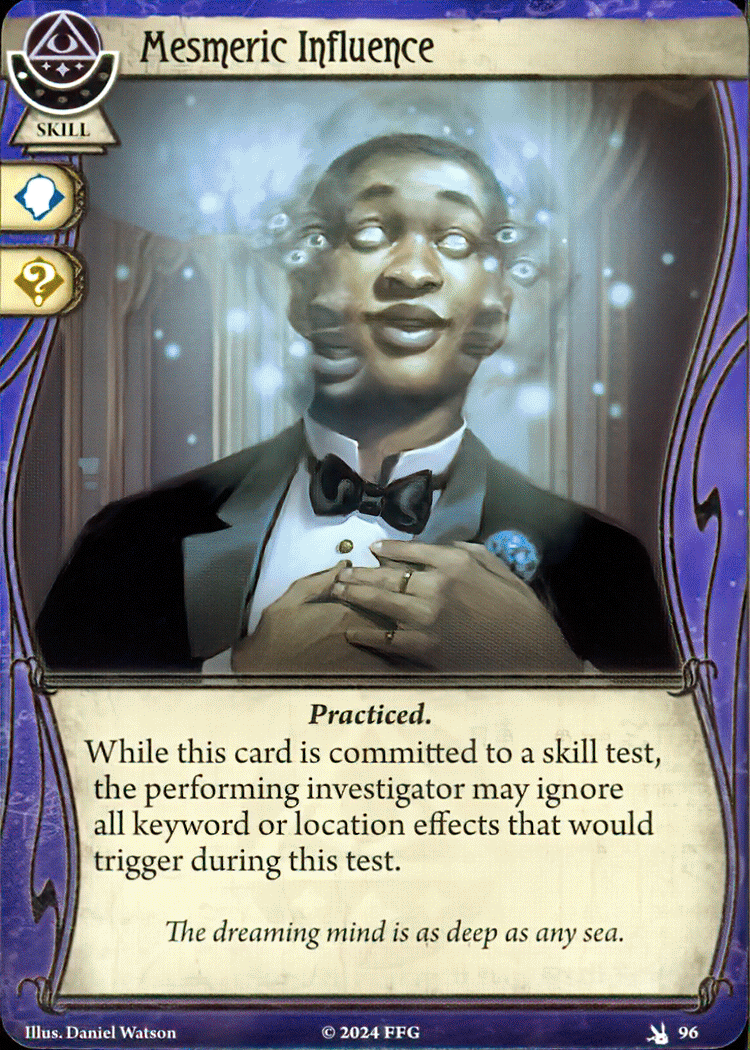 Mesmeric Influence
SKILL
?
Practiced.
While this card is committed to a skill test,
the performing investigator may ignore
all keyword or location effects that would
trigger during this test.
The dreaming mind is as deep as any sea.
Illus. Daniel Watson
© 2024 FFG
96